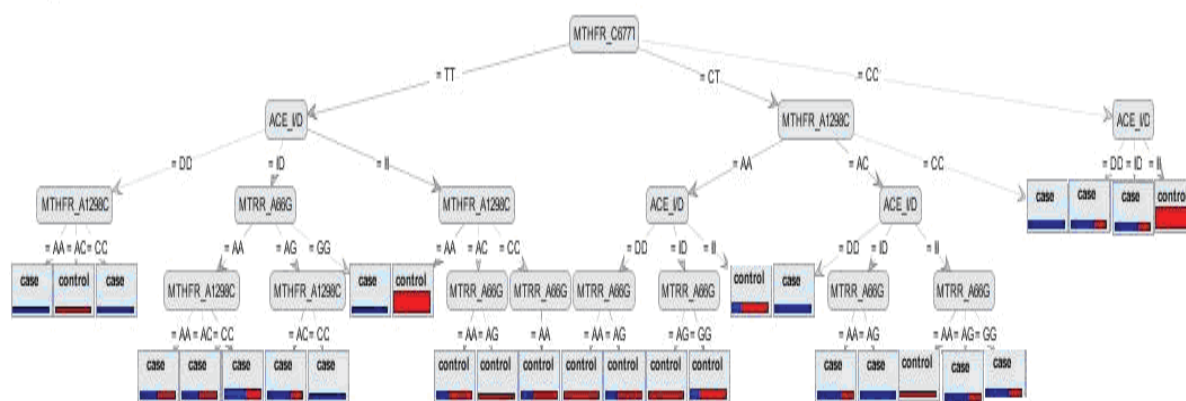 MTHFR_C677T
= TT = CT = CC
ACE_I/D MTHFR_A1298C ACE_I/D
= DD = ID = II = AA = AC = CC = DD = ID = II
MTHFR_A1298C MTRR_A66G MTHFR_A1298C ACE_I/D ACE_I/D case case case control
= AA = AC = CC = AA = AG = GG = AA = AC = CC = DD = ID = II = DD = ID = II
case control case MTHFR_A1298C MTHFR_A1298C case control MTRR_A66G MTRR_A66G MTRR_A66G MTRR_A66G control case MTRR_A66G MTRR_A66G
= AA = AC = CC = AC = CC = AA = AG = AA = AA = AG = AG = GG = AA = AG = AA = AG = GG
case case case case case control control control control control control control case case control case case